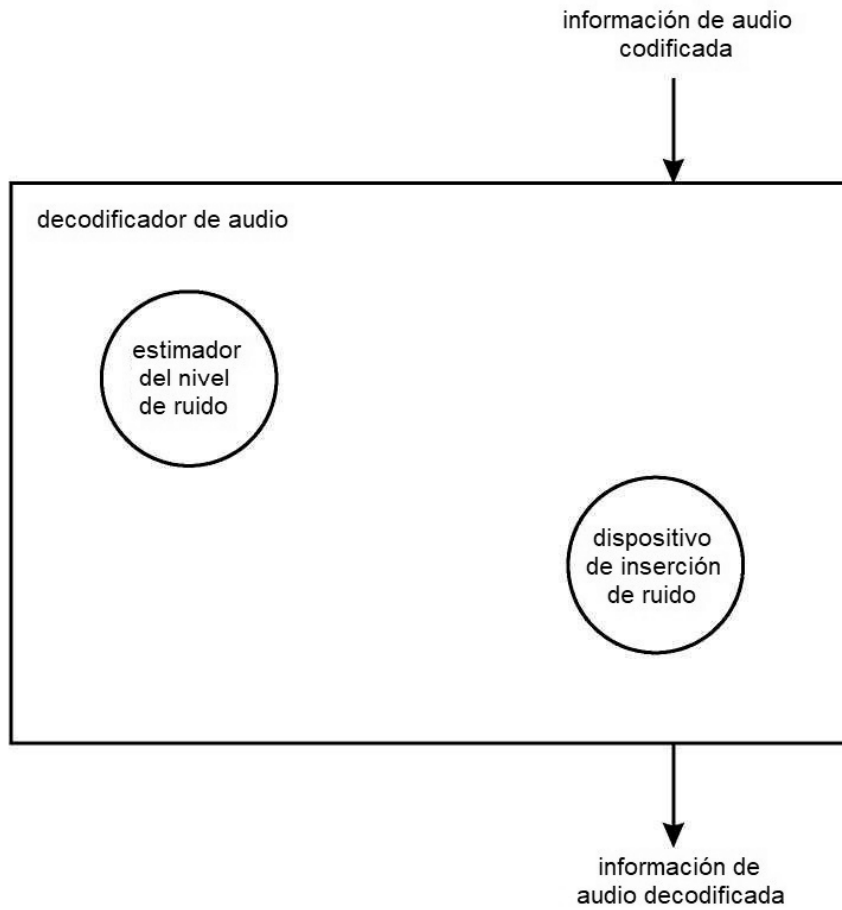 información de audio
codificada
decodificador de audio
estimador
del nivel
de ruido
dispositivo
de inserción
de ruido
información de
audio decodificada